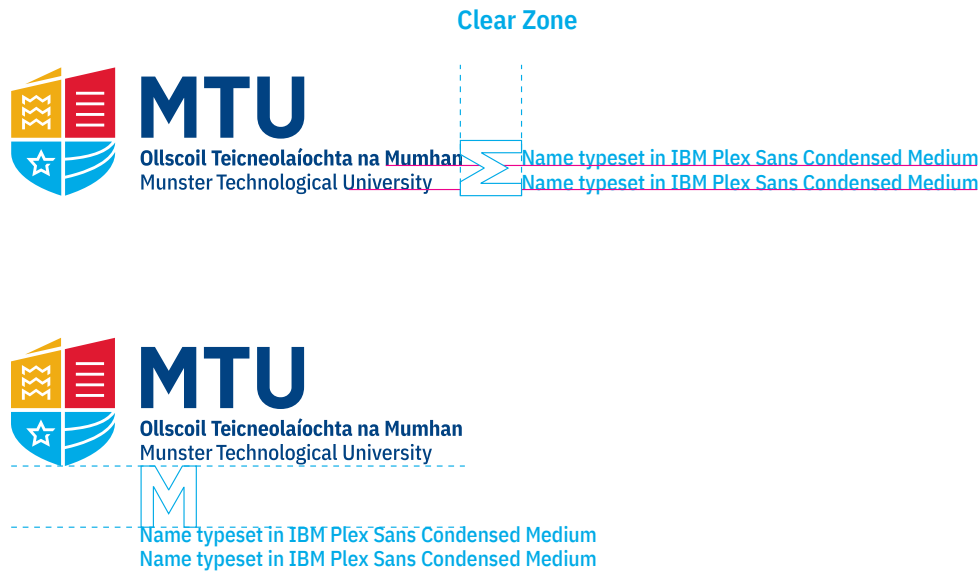 Clear Zone
MTU
Ollscoil Teicneolaíochta na Mumhan
Munster Technological University
M
Name typeset in IBM Plex Sans Condensed Medium
Name typeset in IBM Plex Sans Condensed Medium
MTU
Ollscoil Teicneolaíochta na Mumhan
Munster Technological University
M
Name typeset in IBM Plex Sans Condensed Medium
Name typeset in IBM Plex Sans Condensed Medium